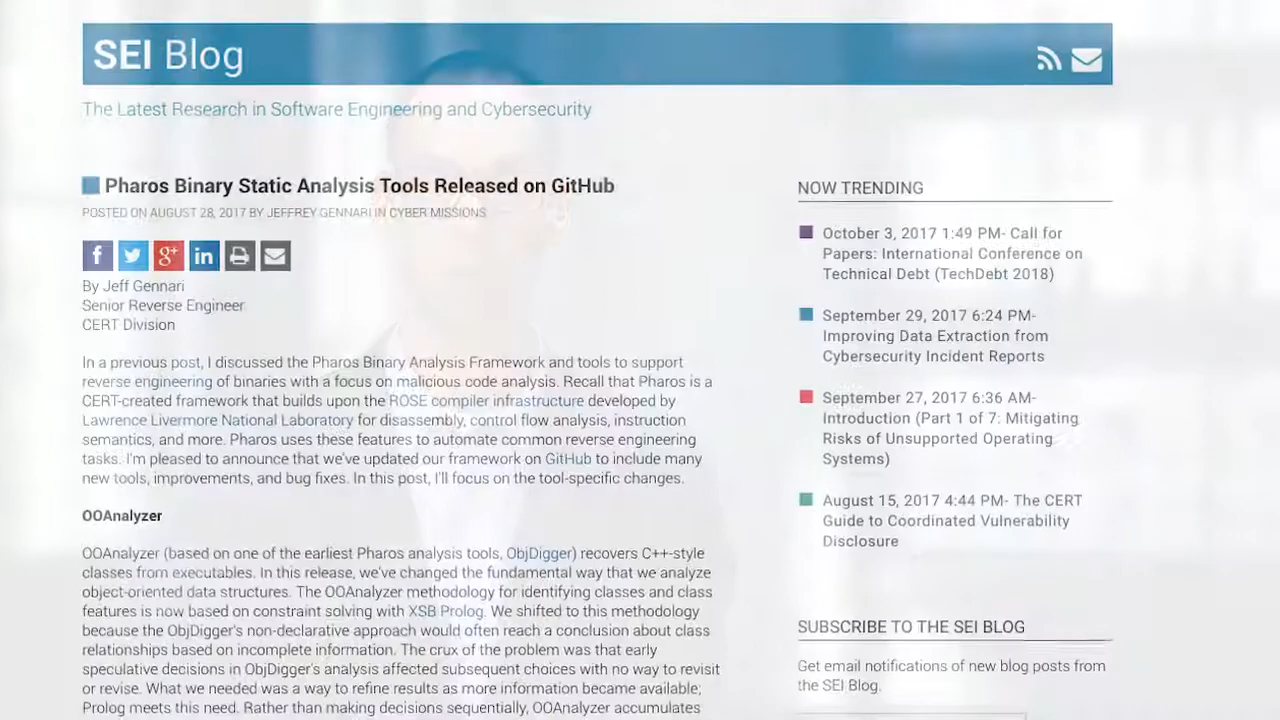 SEI Blog
The Latest Research in Software Engineering and Cybersecurity
Pharos Binary Static Analysis Tools Released on GitHub
POSTED ON AUGUST 28, 2017 BY JEFFREY GENNARI IN CYBER MISSIONS
f
g+
in
By Jeff Gennari
Senior Reverse Engineer
CERT Division
In a previous post, I discussed the Pharos Binary Analysis Framework and tools to support
reverse engineering of binaries with a focus on malicious code analysis. Recall that Pharos is a
CERT-created framework that builds upon the ROSE compiler infrastructure developed by
Lawrence Livermore National Laboratory for disassembly, control flow analysis, instruction
semantics, and more. Pharos uses these features to automate common reverse engineering
tasks. I'm pleased to announce that we've updated our framework on GitHub to include many
new tools, improvements, and bug fixes. In this post, I'll focus on the tool-specific changes.
OOAnalyzer
OOAnalyzer (based on one of the earliest Pharos analysis tools, ObjDigger) recovers C++-style
classes from executables. In this release, we've changed the fundamental way that we analyze
object-oriented data structures. The OOAnalyzer methodology for identifying classes and class
features is now based on constraint solving with XSB Prolog. We shifted to this methodology
because the ObjDigger's non-declarative approach would often reach a conclusion about class
relationships based on incomplete information. The crux of the problem was that early
speculative decisions in ObjDigger's analysis affected subsequent choices with no way to revisit
or revise. What we needed was a way to refine results as more information became available;
Prolog meets this need. Rather than making decisions sequentially, OOAnalyzer accumulates
NOW TRENDING
October 3, 2017 1:49 PM- Call for
Papers: International Conference on
Technical Debt (TechDebt 2018)
September 29, 2017 6:24 PM-
Improving Data Extraction from
Cybersecurity Incident Reports
September 27, 2017 6:36 AM-
Introduction (Part 1 of 7: Mitigating
Risks of Unsupported Operating
Systems)
August 15, 2017 4:44 PM- The CERT
Guide to Coordinated Vulnerability
Disclosure
SUBSCRIBE TO THE SEI BLOG
Get email notifications of new blog posts from
the SEI Blog.